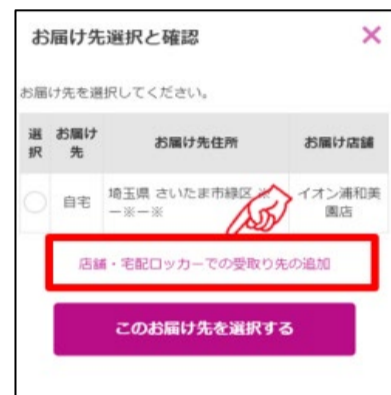 お届け先選択と確認
×
お届け先を選択してください。
選択 お届け先 お届け先住所 お届け店舗
自宅 埼玉県 さいたま市緑区 ※ー※ー※ イオン浦和美園店
店舗・宅配ロッカーでの受取り先の追加
このお届け先を選択する